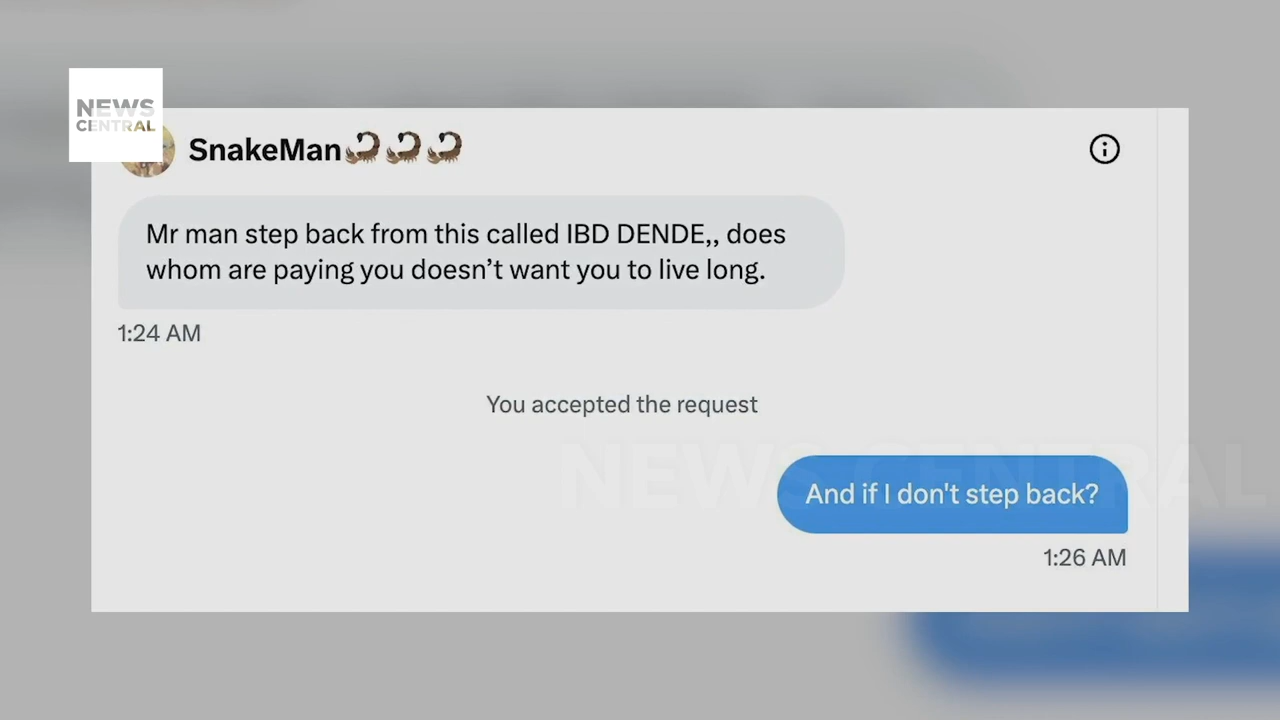 NEWS
CENTRAL
SnakeMan🦂🦂🦂
Mr man step back from this called IBD DENDE,, does
whom are paying you doesn’t want you to live long.
1:24 AM
You accepted the request
NEWS CENTRAL
And if I don't step back?
1:26 AM